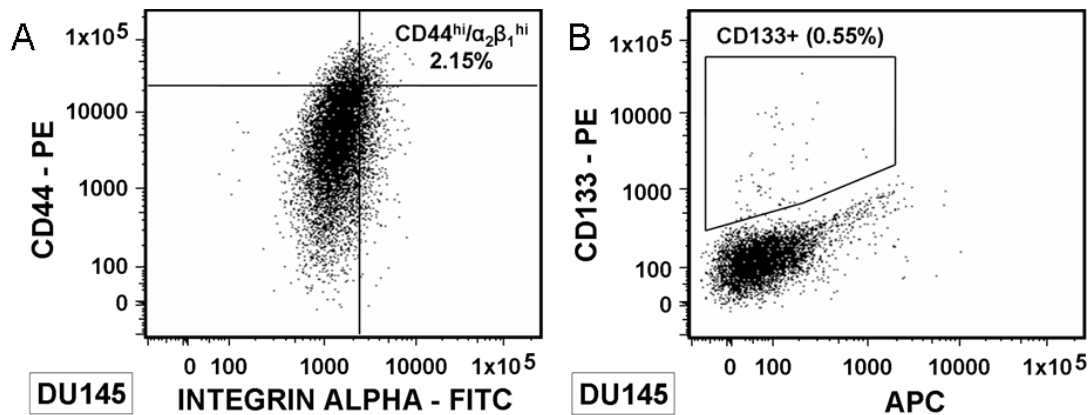 A
CD44ʰⁱ/α₂β₁ʰⁱ
2.15%
1x10⁵
10000
1000
100
0
CD44 - PE
0 100 1000 10000 1x10⁵
DU145
INTEGRIN ALPHA - FITC
B
CD133+ (0.55%)
1x10⁵
10000
1000
100
0
CD133 - PE
0 100 1000 10000 1x10⁵
DU145
APC